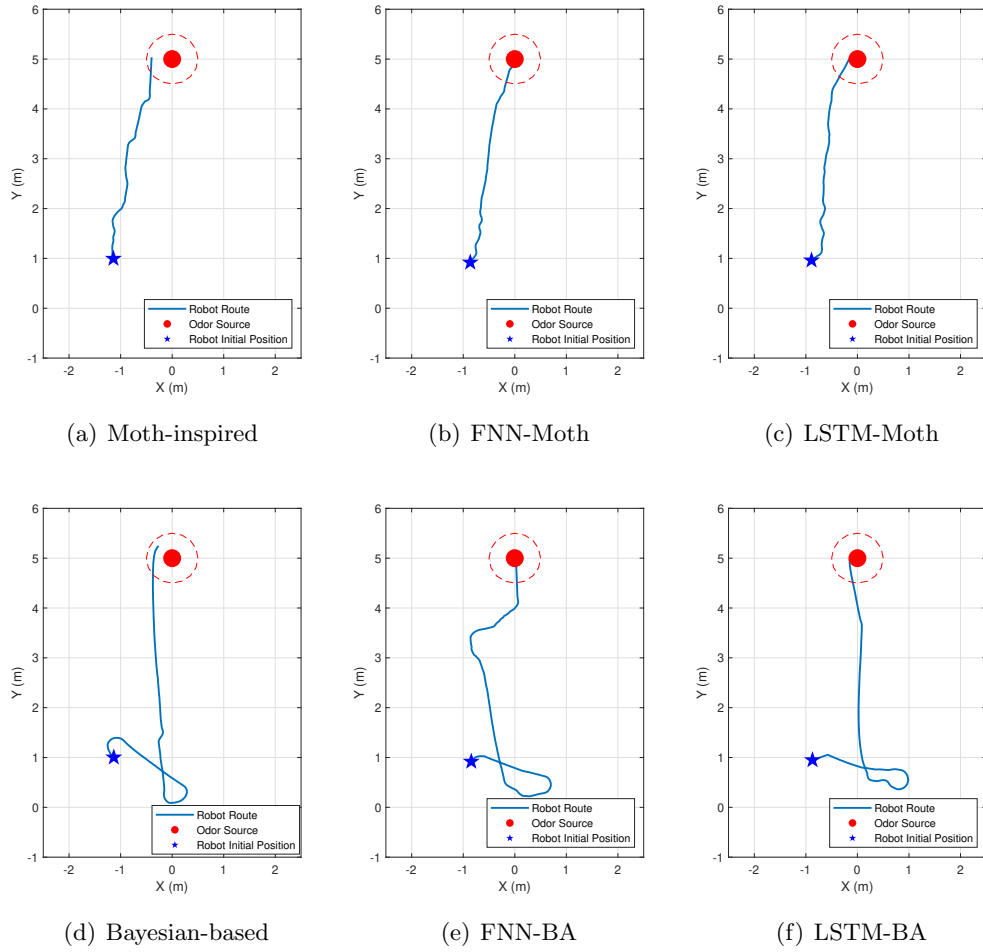 6
5
4
3
2
1
0
-1
Y (m)
-2 -1 0 1 2
X (m)
Robot Route
Odor Source
Robot Initial Position
(a) Moth-inspired
6
5
4
3
2
1
0
-1
Y (m)
-2 -1 0 1 2
X (m)
Robot Route
Odor Source
Robot Initial Position
(b) FNN-Moth
6
5
4
3
2
1
0
-1
Y (m)
-2 -1 0 1 2
X (m)
Robot Route
Odor Source
Robot Initial Position
(c) LSTM-Moth
6
5
4
3
2
1
0
-1
Y (m)
-2 -1 0 1 2
X (m)
Robot Route
Odor Source
Robot Initial Position
(d) Bayesian-based
6
5
4
3
2
1
0
-1
Y (m)
-2 -1 0 1 2
X (m)
Robot Route
Odor Source
Robot Initial Position
(e) FNN-BA
6
5
4
3
2
1
0
-1
Y (m)
-2 -1 0 1 2
X (m)
Robot Route
Odor Source
Robot Initial Position
(f) LSTM-BA